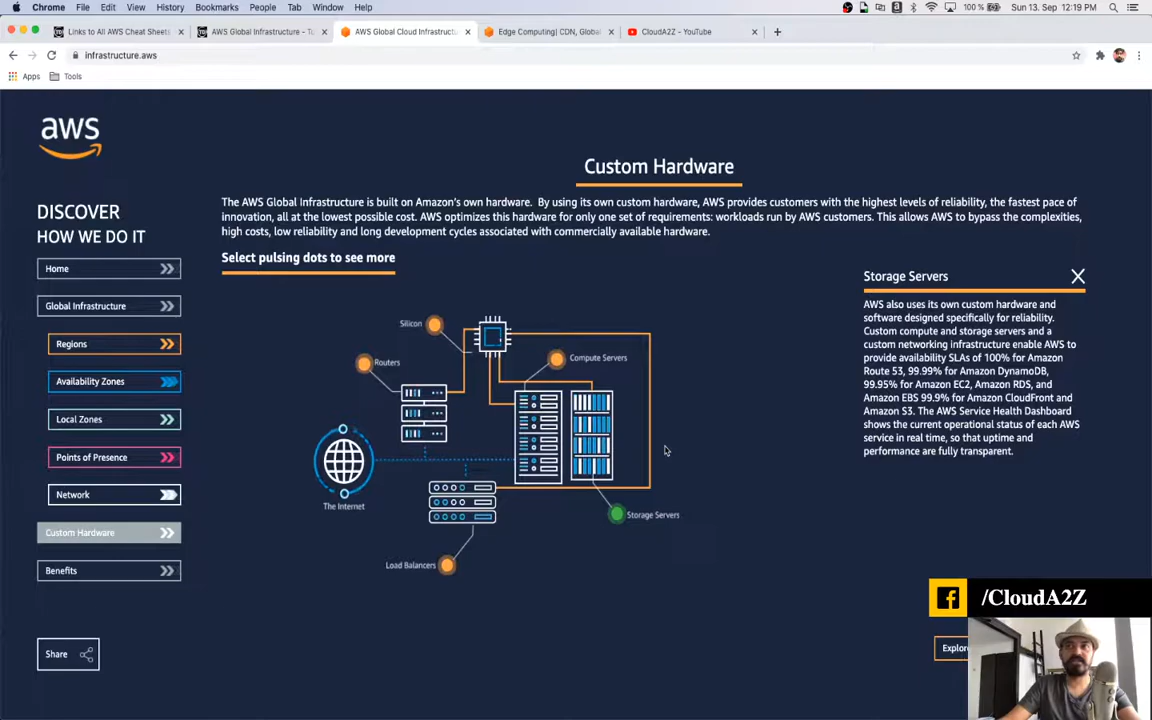 Chrome File Edit View History Bookmarks People Tab Window Help
100 % Sun 13. Sep 12:19 PM
Links to All AWS Cheat Sheets
AWS Global Infrastructure - Tu
AWS Global Cloud Infrastructu
Edge Computing| CDN, Global
CloudA2Z - YouTube
infrastructure.aws
Apps Tools
aws
DISCOVER
HOW WE DO IT
Home
Global Infrastructure
Regions
Availability Zones
Local Zones
Points of Presence
Network
Custom Hardware
Benefits
Share
Custom Hardware
The AWS Global Infrastructure is built on Amazon's own hardware. By using its own custom hardware, AWS provides customers with the highest levels of reliability, the fastest pace of
innovation, all at the lowest possible cost. AWS optimizes this hardware for only one set of requirements: workloads run by AWS customers. This allows AWS to bypass the complexities,
high costs, low reliability and long development cycles associated with commercially available hardware.
Select pulsing dots to see more
Silicon
Routers
Compute Servers
The Internet
Storage Servers
Load Balancers
Storage Servers
AWS also uses its own custom hardware and
software designed specifically for reliability.
Custom compute and storage servers and a
custom networking infrastructure enable AWS to
provide availability SLAs of 100% for Amazon
Route 53, 99.99% for Amazon DynamoDB,
99.95% for Amazon EC2, Amazon RDS, and
Amazon EBS 99.9% for Amazon CloudFront and
Amazon S3. The AWS Service Health Dashboard
shows the current operational status of each AWS
service in real time, so that uptime and
performance are fully transparent.
/CloudA2Z
Explor